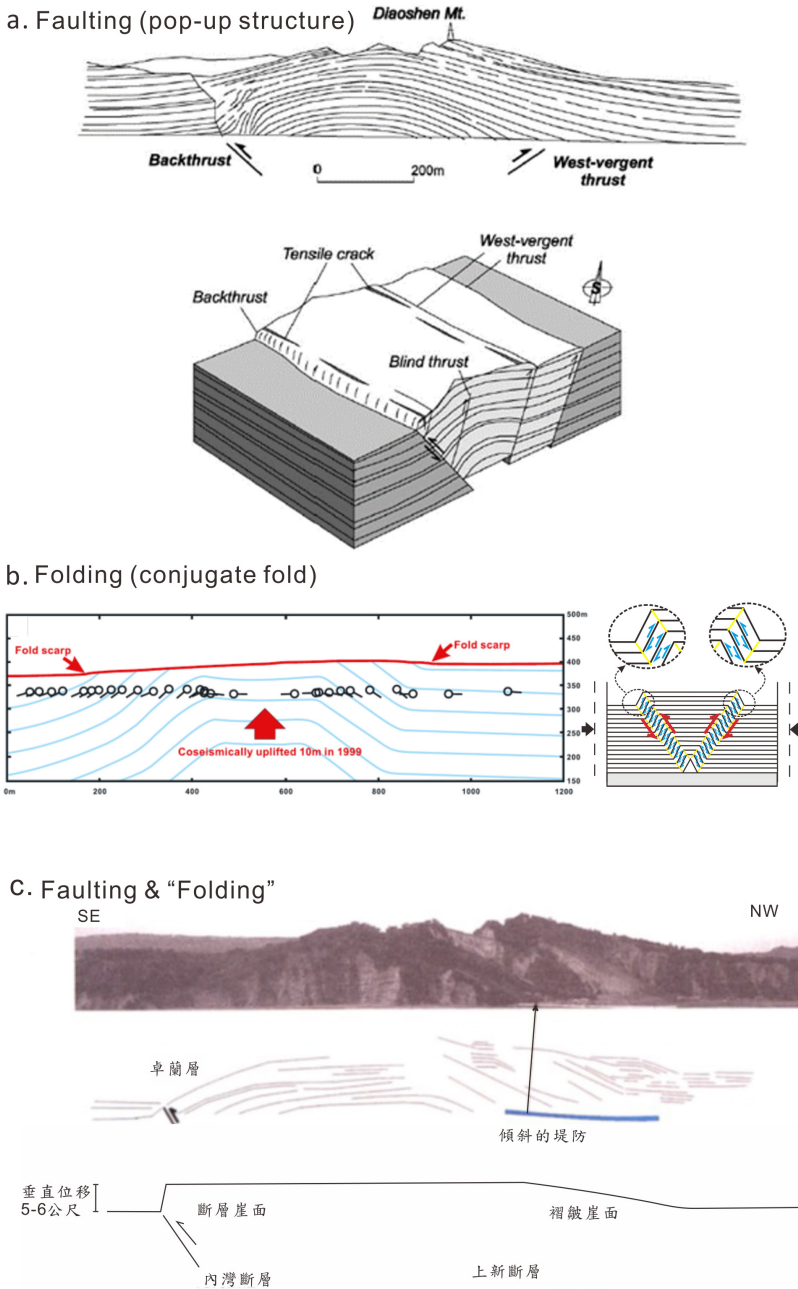 a. Faulting (pop-up structure)
Diaoshen Mt.
Backthrust
0
200m
West-vergent
thrust
West-vergent
thrust
Tensile crack
Backthrust
S
Blind thrust
b. Folding (conjugate fold)
500m
450
400
350
300
250
200
150
Fold scarp
Fold scarp
Coseismically uplifted 10m in 1999
0m
200
400
600
800
1000
1200
c. Faulting & “Folding”
SE
NW
卓蘭層
傾斜的堤防
垂直位移
5-6公尺
斷層崖面
褶皺崖面
內灣斷層
上新斷層